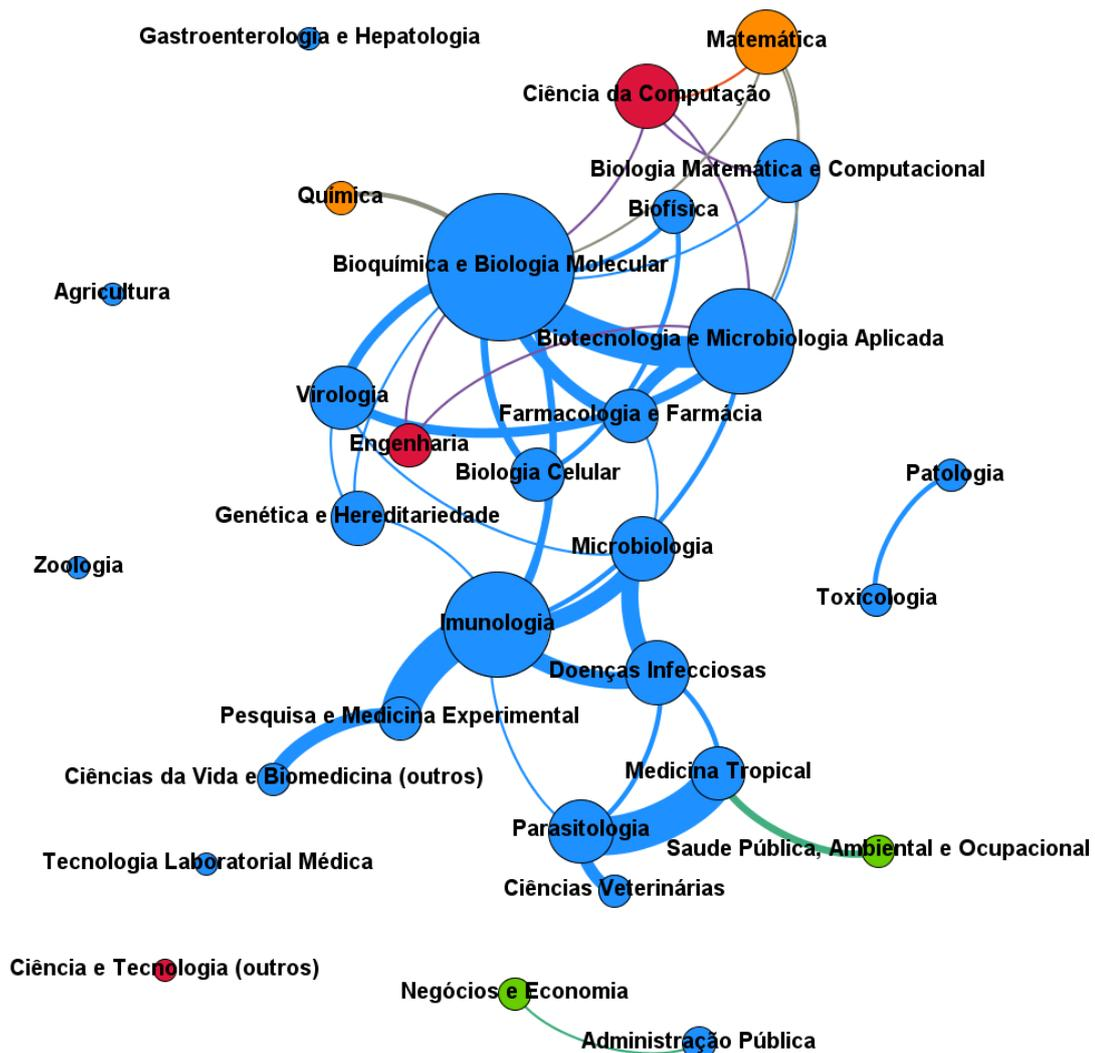 Gastroenterologia e Hepatologia
Matemática
Ciência da Computação
Biologia Matemática e Computacional
Química
Biofísica
Bioquímica e Biologia Molecular
Agricultura
Biotecnologia e Microbiologia Aplicada
Virologia
Farmacologia e Farmácia
Engenharia
Biologia Celular
Patologia
Genética e Hereditariedade
Microbiologia
Zoologia
Toxicologia
Imunologia
Doenças Infecciosas
Pesquisa e Medicina Experimental
Medicina Tropical
Ciências da Vida e Biomedicina (outros)
Parasitologia
Saude Pública, Ambiental e Ocupacional
Tecnologia Laboratorial Médica
Ciências Veterinárias
Ciência e Tecnologia (outros)
Negócios e Economia
Administração Pública